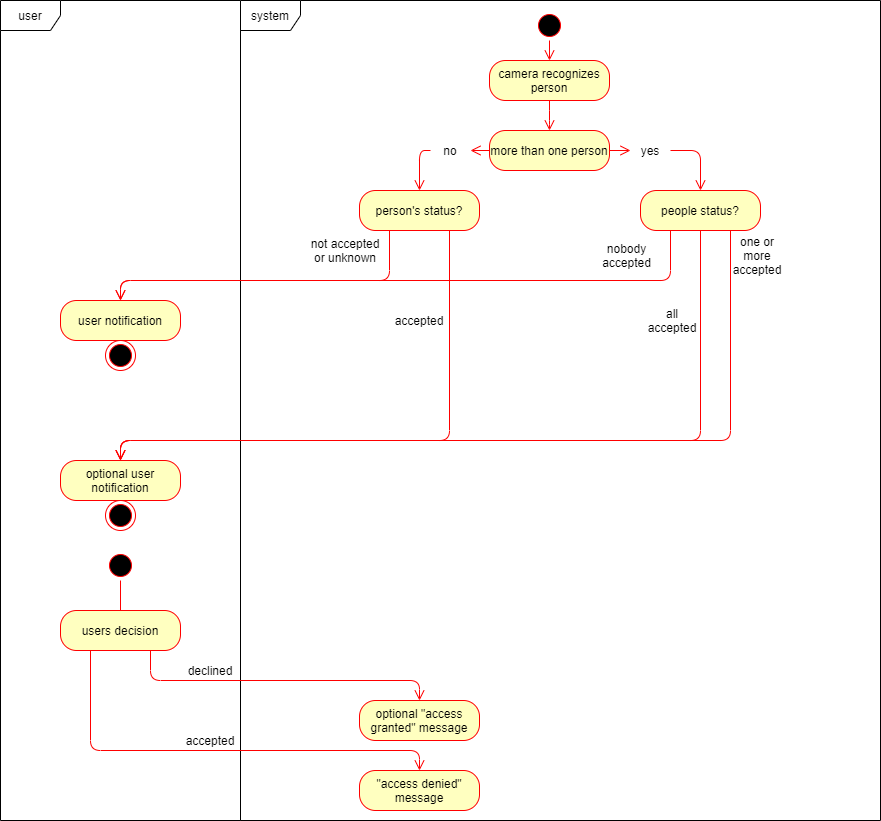 user
system
camera recognizes
person
more than one person
no
yes
person's status?
people status?
not accepted
or unknown
nobody
accepted
one or
more
accepted
user notification
accepted
all
accepted
optional user
notification
users decision
declined
optional "access
granted" message
accepted
"access denied"
message